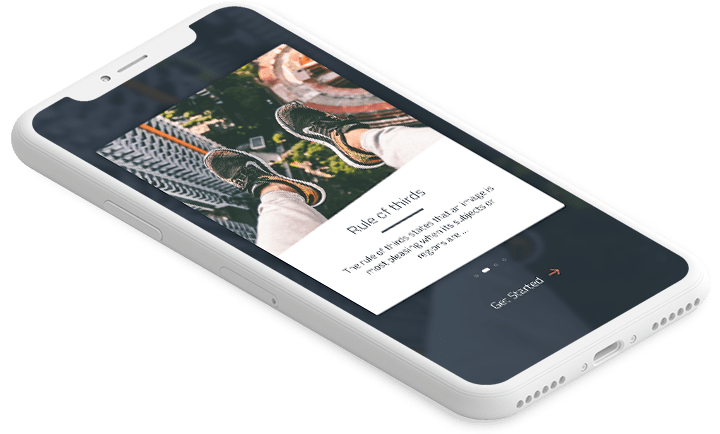 Rule of thirds
The rule of thirds states that an image is
most pleasing when its subjects or
regions are ...
Get Started